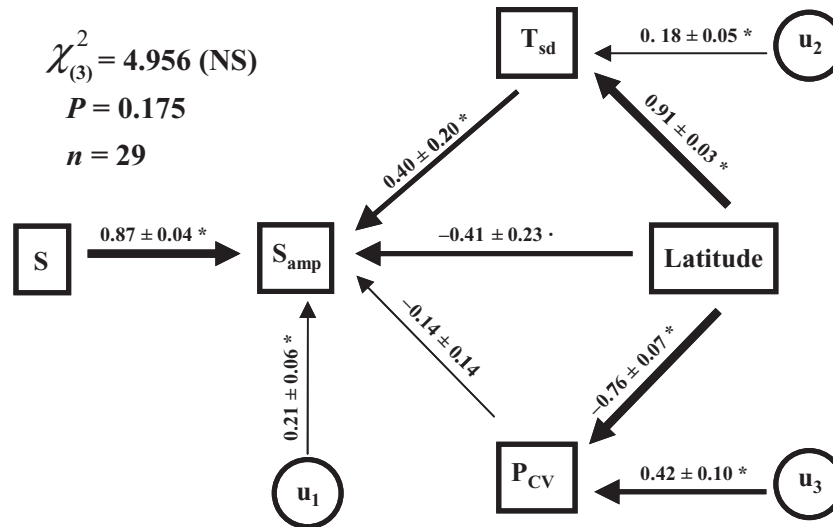 χ²(3) = 4.956 (NS)
P = 0.175
n = 29
Tsd
0. 18 ± 0.05 *
u2
0.40 ± 0.20 *
0.91 ± 0.03 *
S
0.87 ± 0.04 *
Samp
−0.41 ± 0.23 ·
Latitude
−0.14 ± 0.14
−0.76 ± 0.07 *
0.21 ± 0.06 *
u1
PCV
0.42 ± 0.10 *
u3